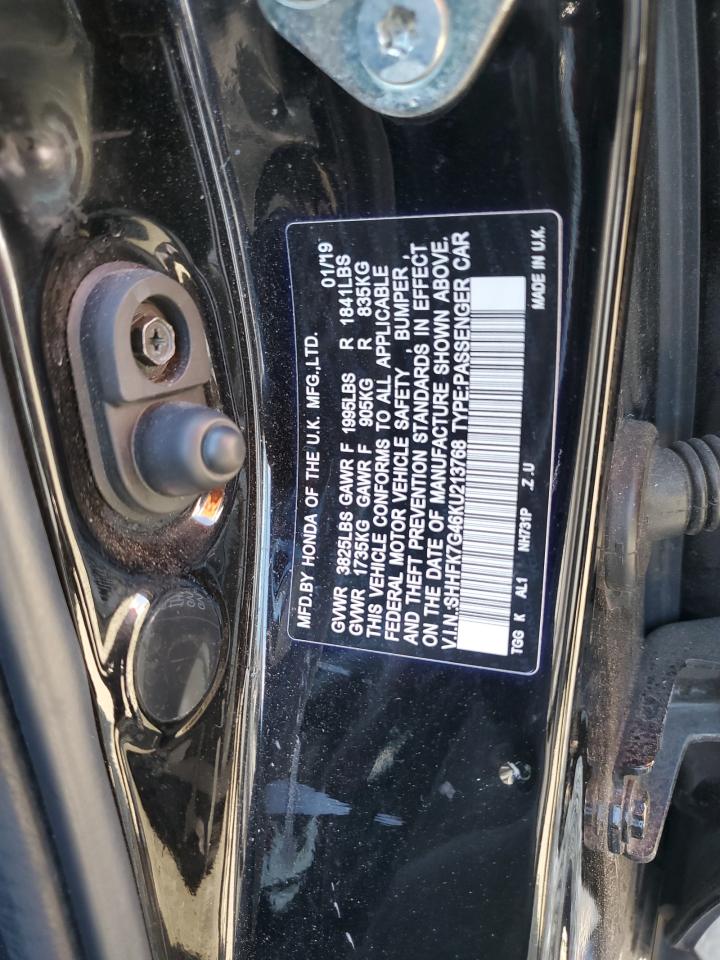 MFD.BY HONDA OF THE U.K. MFG.,LTD. 01/19
GVWR 3825LBS GAWR F 1995LBS R 1841LBS
GVWR 1735KG GAWR F 905KG R 835KG
THIS VEHICLE CONFORMS TO ALL APPLICABLE
FEDERAL MOTOR VEHICLE SAFETY , BUMPER ,
AND THEFT PREVENTION STANDARDS IN EFFECT
ON THE DATE OF MANUFACTURE SHOWN ABOVE.
V.I.N.:SHHFK7G46KU213768 TYPE:PASSENGER CAR
TGG K AL1 NH731P .Z .U MADE IN U.K.